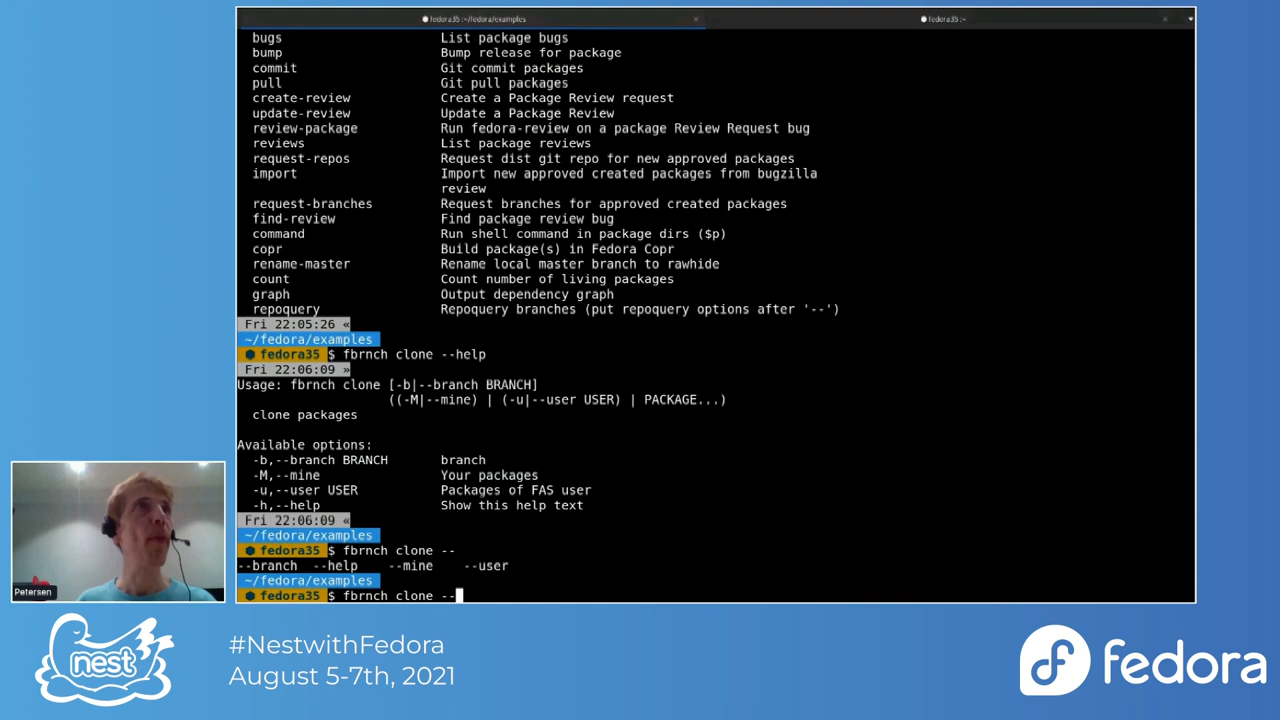 fedora35:~/fedora/examples
fedora35:~
bugs List package bugs
bump Bump release for package
commit Git commit packages
pull Git pull packages
create-review Create a Package Review request
update-review Update a Package Review
review-package Run fedora-review on a package Review Request bug
reviews List package reviews
request-repos Request dist git repo for new approved packages
import Import new approved created packages from bugzilla
review
request-branches Request branches for approved created packages
find-review Find package review bug
command Run shell command in package dirs ($p)
copr Build package(s) in Fedora Copr
rename-master Rename local master branch to rawhide
count Count number of living packages
graph Output dependency graph
repoquery Repoquery branches (put repoquery options after '--')
Fri 22:05:26 «
~/fedora/examples
fedora35 $ fbrnch clone --help
Fri 22:06:09 »
Usage: fbrnch clone [-b|--branch BRANCH]
((-M|--mine) | (-u|--user USER) | PACKAGE...)
clone packages
Available options:
-b,--branch BRANCH branch
-M,--mine Your packages
-u,--user USER Packages of FAS user
-h,--help Show this help text
Fri 22:06:09 «
~/fedora/examples
fedora35 $ fbrnch clone --
--branch --help --mine --user
~/fedora/examples
fedora35 $ fbrnch clone --
Petersen
nest
#NestwithFedora
August 5-7th, 2021
fedora